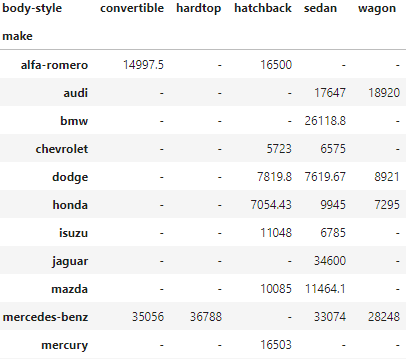 body-style convertible hardtop hatchback sedan wagon
make
alfa-romero 14997.5 - 16500 - -
audi - - - 17647 18920
bmw - - - 26118.8 -
chevrolet - - 5723 6575 -
dodge - - 7819.8 7619.67 8921
honda - - 7054.43 9945 7295
isuzu - - 11048 6785 -
jaguar - - - 34600 -
mazda - - 10085 11464.1 -
mercedes-benz 35056 36788 - 33074 28248
mercury - - 16503 - -